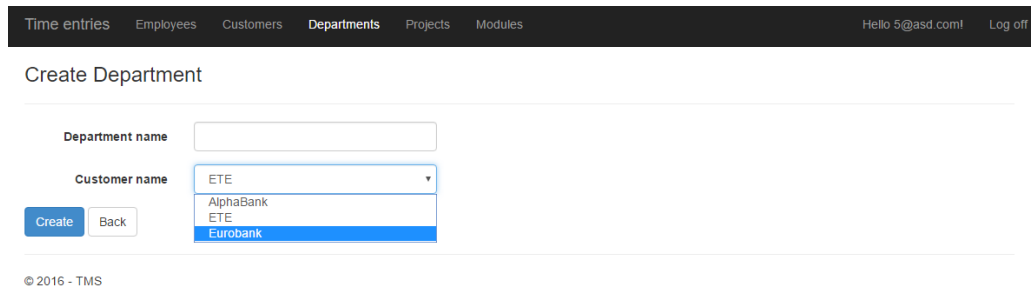 Time entries Employees Customers Departments Projects Modules Hello 5@asd.com! Log off
Create Department
Department name
Customer name ETE
AlphaBank
ETE
Eurobank
Create Back
© 2016 - TMS